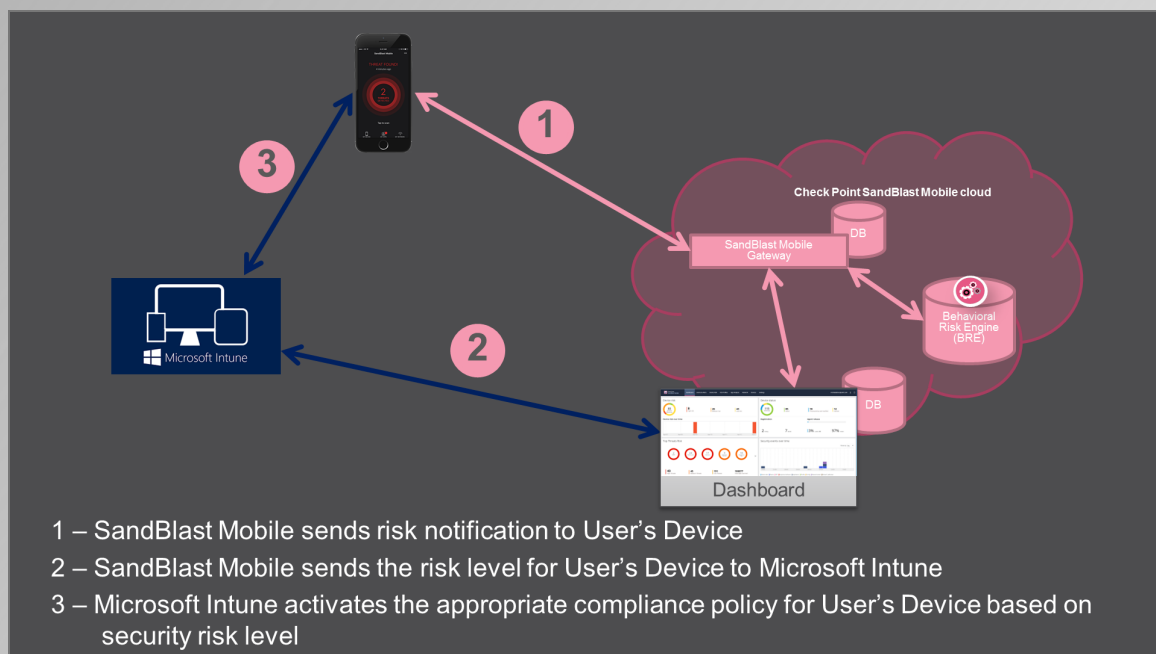 SandBlast Mobile
2
1
3
Check Point SandBlast Mobile cloud
DB
SandBlast Mobile
Gateway
Behavioral
Risk Engine
(BRE)
Microsoft Intune
2
DB
Dashboard
1 – SandBlast Mobile sends risk notification to User's Device
2 – SandBlast Mobile sends the risk level for User's Device to Microsoft Intune
3 – Microsoft Intune activates the appropriate compliance policy for User's Device based on
security risk level